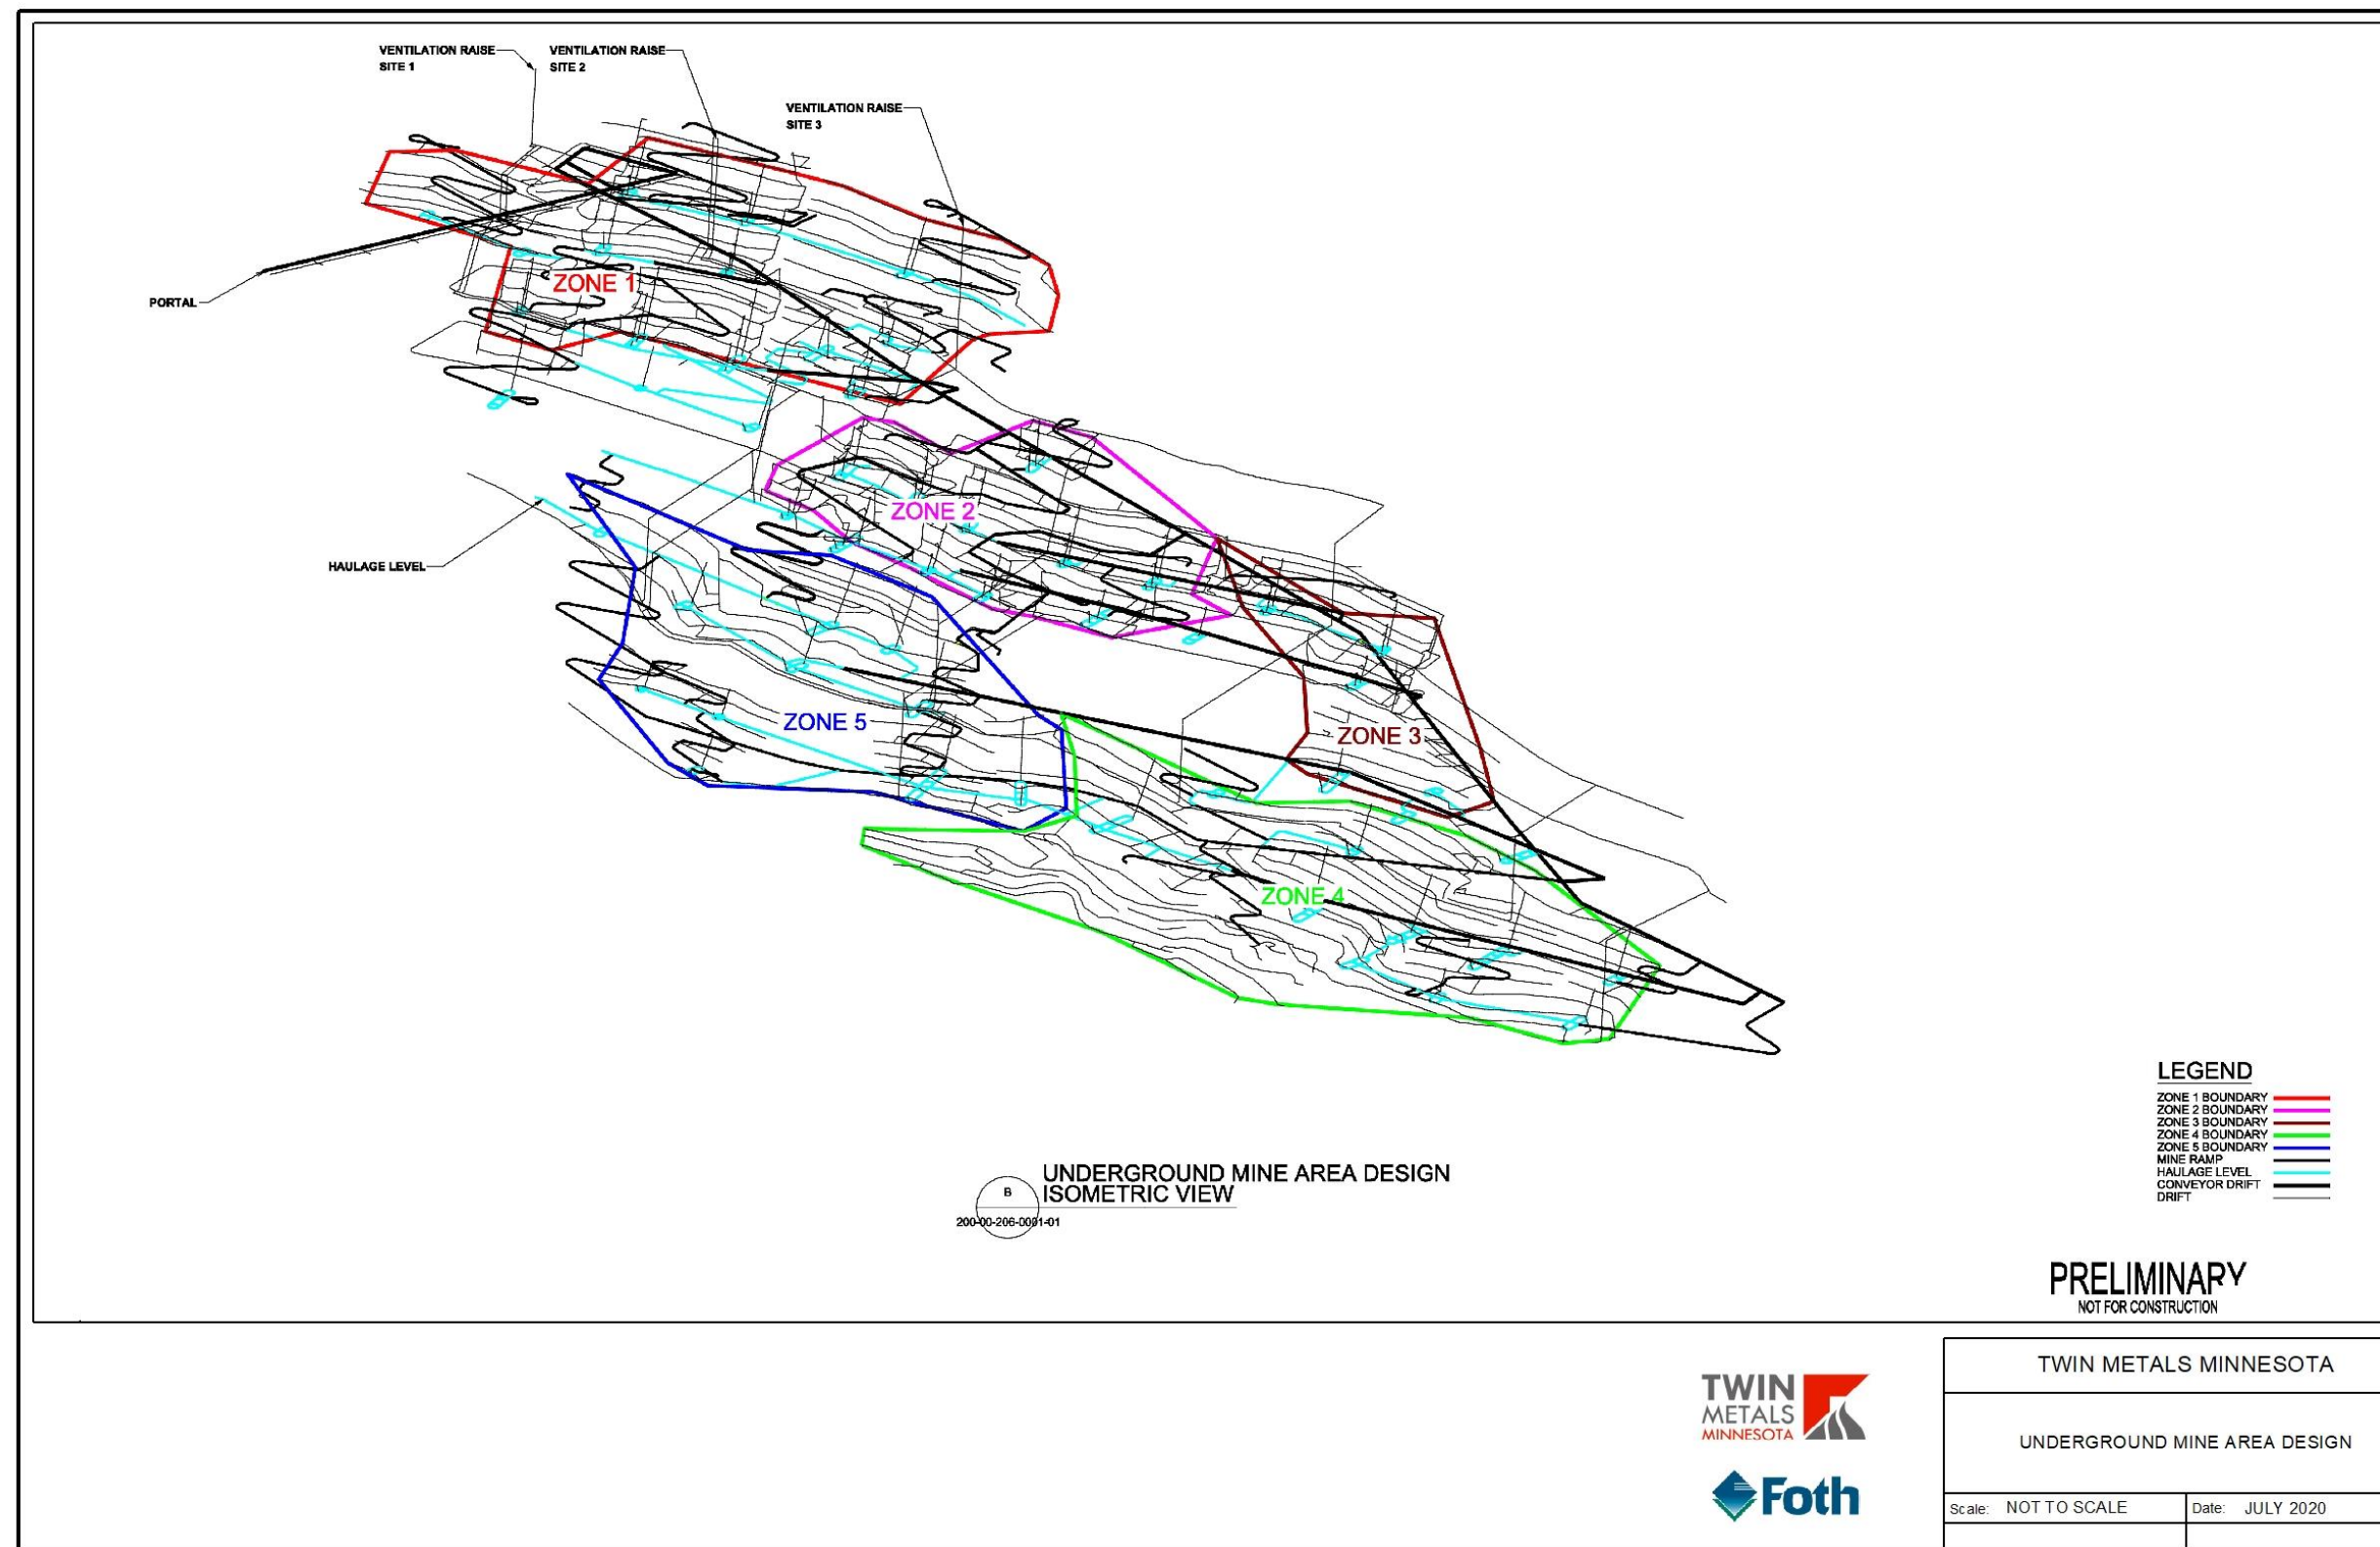 VENTILATION RAISE
SITE 1
VENTILATION RAISE
SITE 2
VENTILATION RAISE
SITE 3
PORTAL
ZONE 1
ZONE 2
HAULAGE LEVEL
ZONE 5
ZONE 3
ZONE 4
LEGEND
ZONE 1 BOUNDARY
ZONE 2 BOUNDARY
ZONE 3 BOUNDARY
ZONE 4 BOUNDARY
ZONE 5 BOUNDARY
MINE RAMP
HAULAGE LEVEL
CONVEYOR DRIFT
DRIFT
B
200-00-206-0001-01
UNDERGROUND MINE AREA DESIGN
ISOMETRIC VIEW
PRELIMINARY
NOT FOR CONSTRUCTION
TWIN
METALS
MINNESOTA
Foth
TWIN METALS MINNESOTA
UNDERGROUND MINE AREA DESIGN
Scale: NOT TO SCALE
Date: JULY 2020